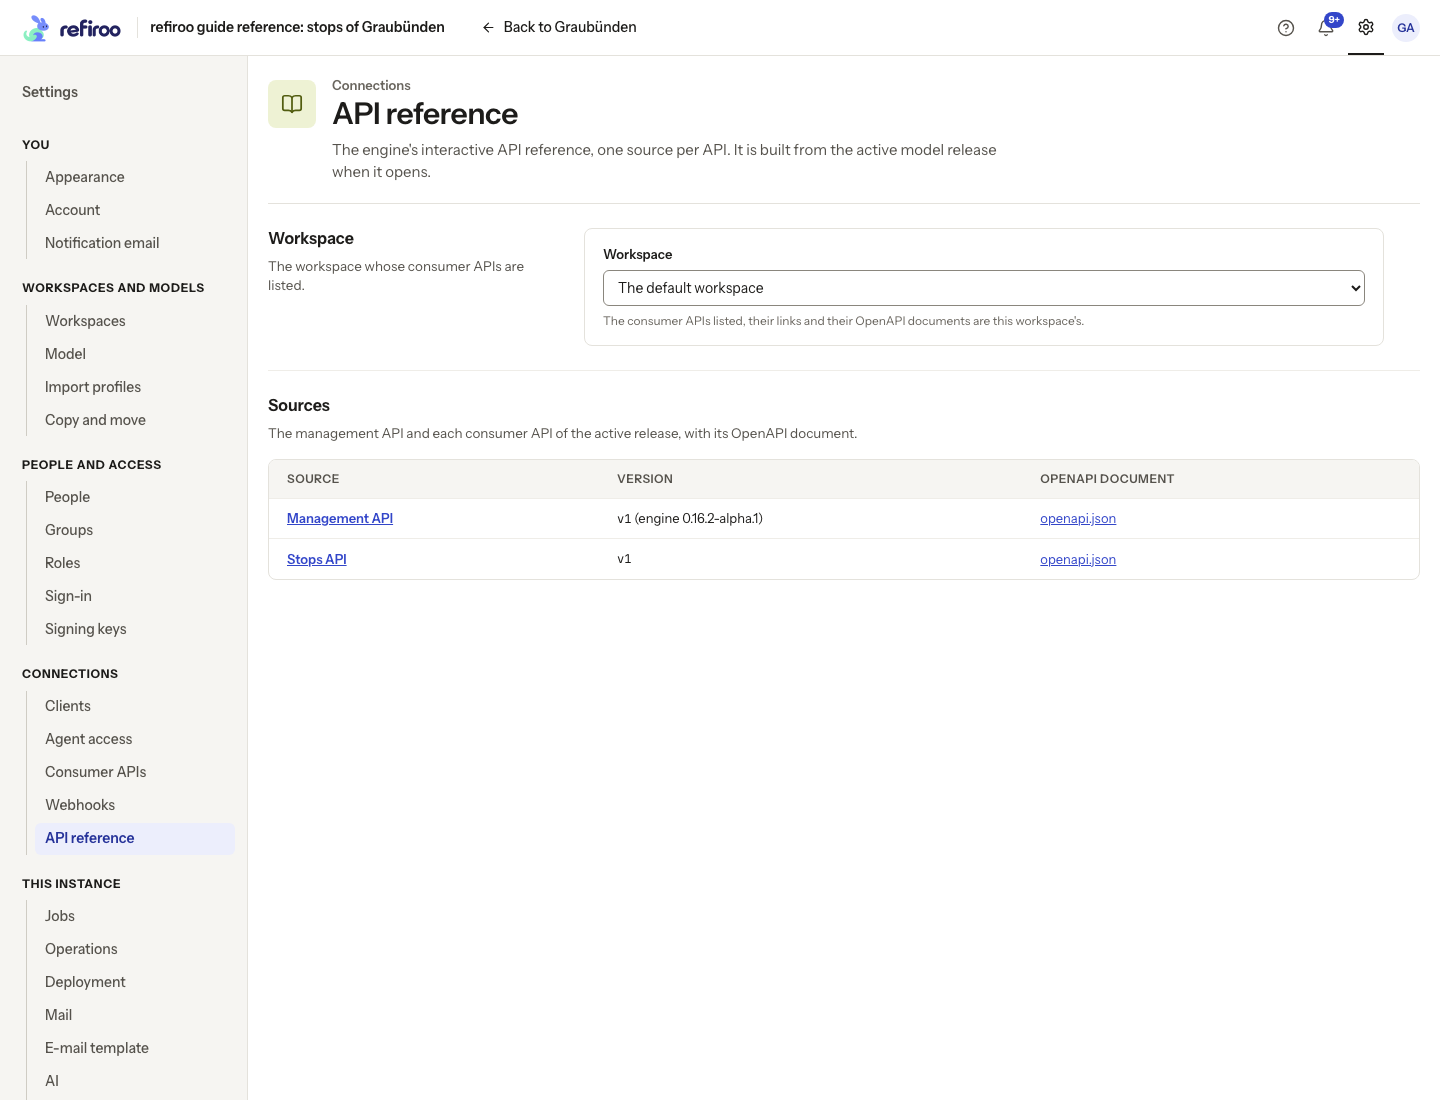 refiroo
refiroo guide reference: stops of Graubünden
Back to Graubünden
9+
GA
Settings
YOU
Appearance
Account
Notification email
WORKSPACES AND MODELS
Workspaces
Model
Import profiles
Copy and move
PEOPLE AND ACCESS
People
Groups
Roles
Sign-in
Signing keys
CONNECTIONS
Clients
Agent access
Consumer APIs
Webhooks
API reference
THIS INSTANCE
Jobs
Operations
Deployment
Mail
E-mail template
AI
Connections
API reference
The engine's interactive API reference, one source per API. It is built from the active model release
when it opens.
Workspace
The workspace whose consumer APIs are
listed.
Workspace
The default workspace
The consumer APIs listed, their links and their OpenAPI documents are this workspace's.
Sources
The management API and each consumer API of the active release, with its OpenAPI document.
SOURCE VERSION OPENAPI DOCUMENT
Management API v1 (engine 0.16.2-alpha.1) openapi.json
Stops API v1 openapi.json